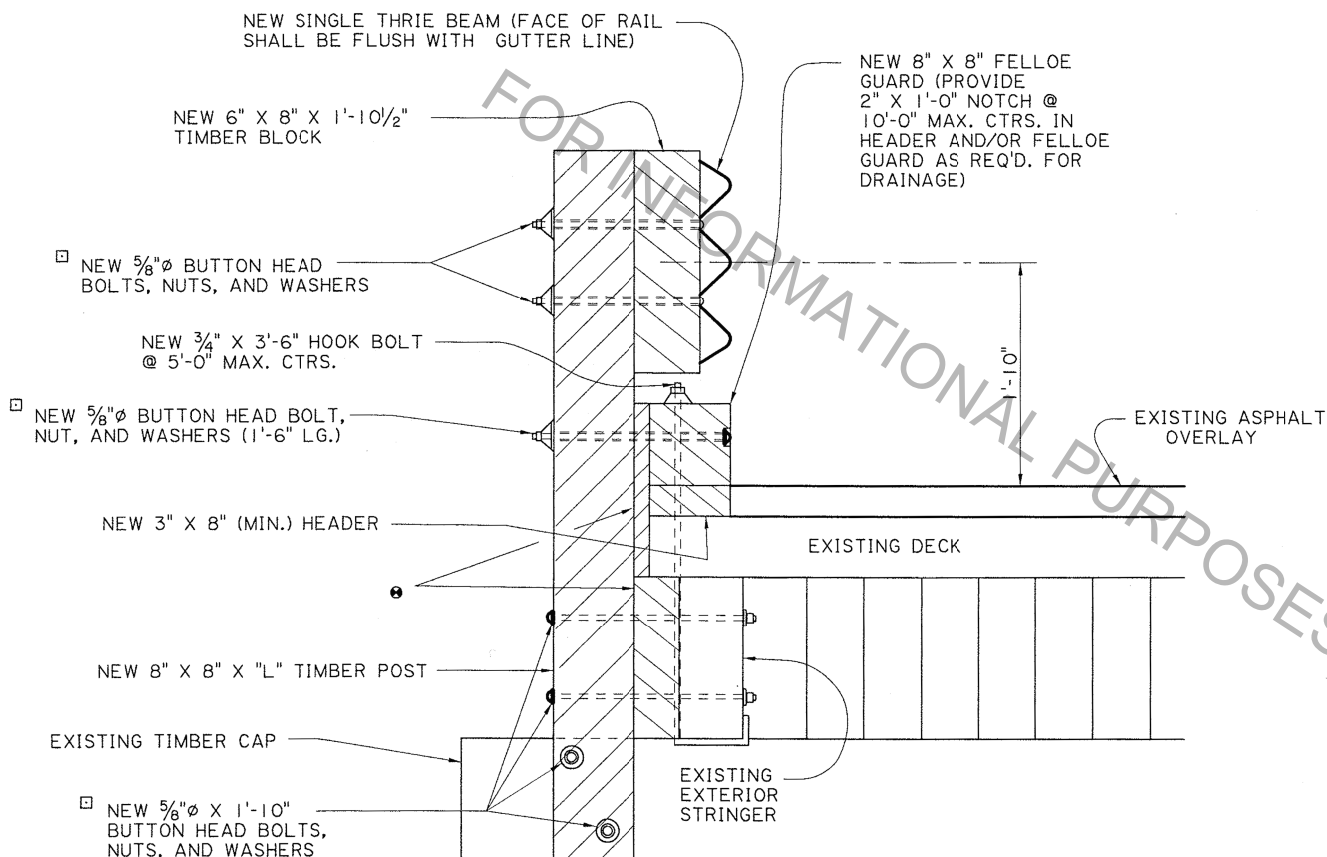 NEW SINGLE THRIE BEAM (FACE OF RAIL
SHALL BE FLUSH WITH GUTTER LINE)
NEW 8" X 8" FELLOE
GUARD (PROVIDE
2" X 1'-0" NOTCH @
10'-0" MAX. CTRS. IN
HEADER AND/OR FELLOE
GUARD AS REQ'D. FOR
DRAINAGE)
NEW 6" X 8" X 1'-10½"
TIMBER BLOCK
NEW ⅝"ø BUTTON HEAD
BOLTS, NUTS, AND WASHERS
NEW ¾" X 3'-6" HOOK BOLT
@ 5'-0" MAX. CTRS.
1'-10"
NEW ⅝"ø BUTTON HEAD BOLT,
NUT, AND WASHERS (1'-6" LG.)
EXISTING ASPHALT
OVERLAY
NEW 3" X 8" (MIN.) HEADER
EXISTING DECK
NEW 8" X 8" X "L" TIMBER POST
EXISTING TIMBER CAP
EXISTING
EXTERIOR
STRINGER
NEW ⅝"ø X 1'-10"
BUTTON HEAD BOLTS,
NUTS, AND WASHERS
FOR INFORMATIONAL PURPOSES